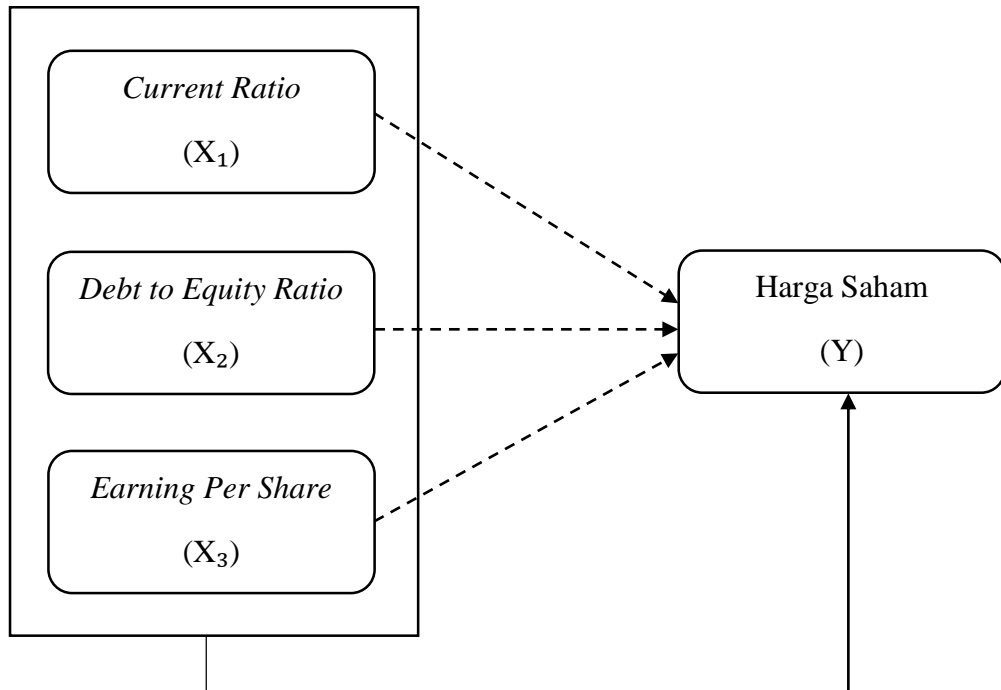 Current Ratio
(X₁)
Debt to Equity Ratio
(X₂)
Earning Per Share
(X₃)
Harga Saham
(Y)